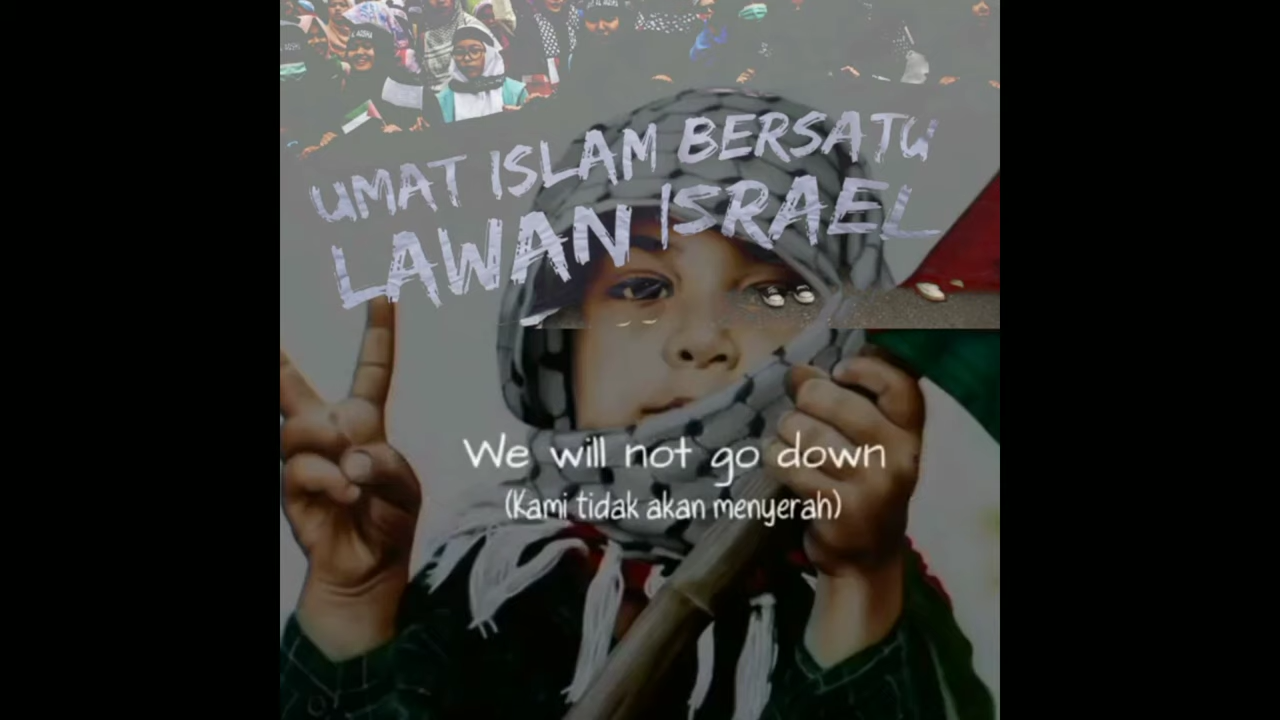 UMAT ISLAM BERSATU
LAWAN ISRAEL
We will not go down
(Kami tidak akan menyerah)